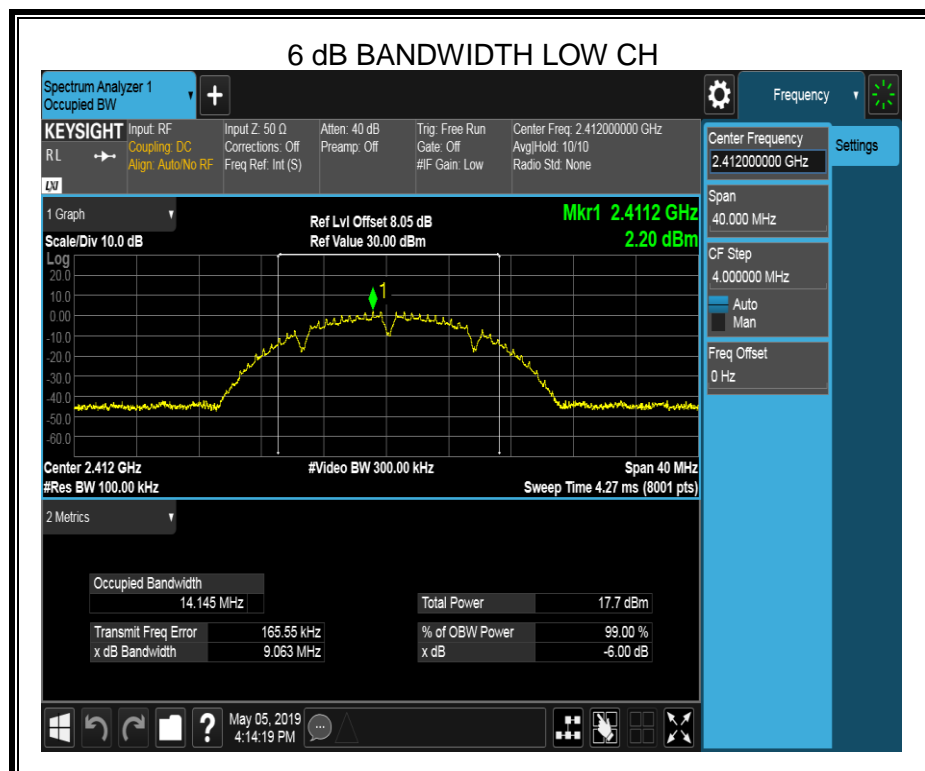 6 dB BANDWIDTH LOW CH
Spectrum Analyzer 1
Occupied BW
+
Frequency
KEYSIGHT
RL
LXI
Input: RF
Coupling: DC
Align: Auto/No RF
Input Z: 50 Ω
Corrections: Off
Freq Ref: Int (S)
Atten: 40 dB
Preamp: Off
Trig: Free Run
Gate: Off
#IF Gain: Low
Center Freq: 2.412000000 GHz
Avg|Hold: 10/10
Radio Std: None
Center Frequency
2.412000000 GHz
Settings
Span
40.000 MHz
CF Step
4.000000 MHz
Auto
Man
Freq Offset
0 Hz
1 Graph
Scale/Div 10.0 dB
Ref Lvl Offset 8.05 dB
Ref Value 30.00 dBm
Mkr1 2.4112 GHz
2.20 dBm
Log
20.0
10.0
0.00
-10.0
-20.0
-30.0
-40.0
-50.0
-60.0
1
Center 2.412 GHz
#Res BW 100.00 kHz
#Video BW 300.00 kHz
Span 40 MHz
Sweep Time 4.27 ms (8001 pts)
2 Metrics
Occupied Bandwidth
14.145 MHz
Total Power 17.7 dBm
Transmit Freq Error 165.55 kHz
% of OBW Power 99.00 %
x dB Bandwidth 9.063 MHz
x dB -6.00 dB
?
May 05, 2019
4:14:19 PM